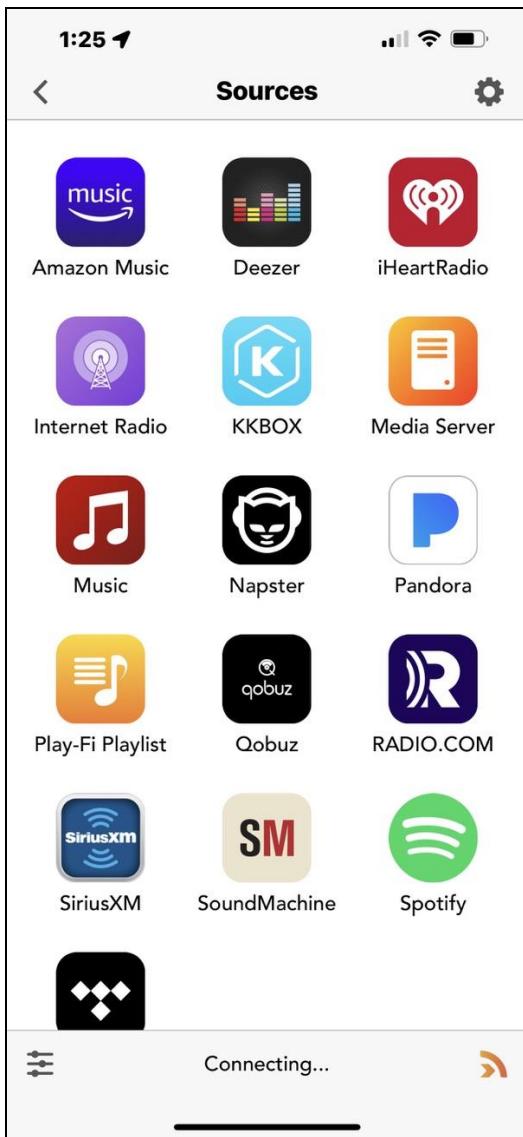 1:25
Sources
music
Amazon Music Deezer iHeartRadio
K
Internet Radio KKBOX Media Server
P
Music Napster Pandora
qobuz R
Play-Fi Playlist Qobuz RADIO.COM
SiriusXM SM
SiriusXM SoundMachine Spotify
Connecting...